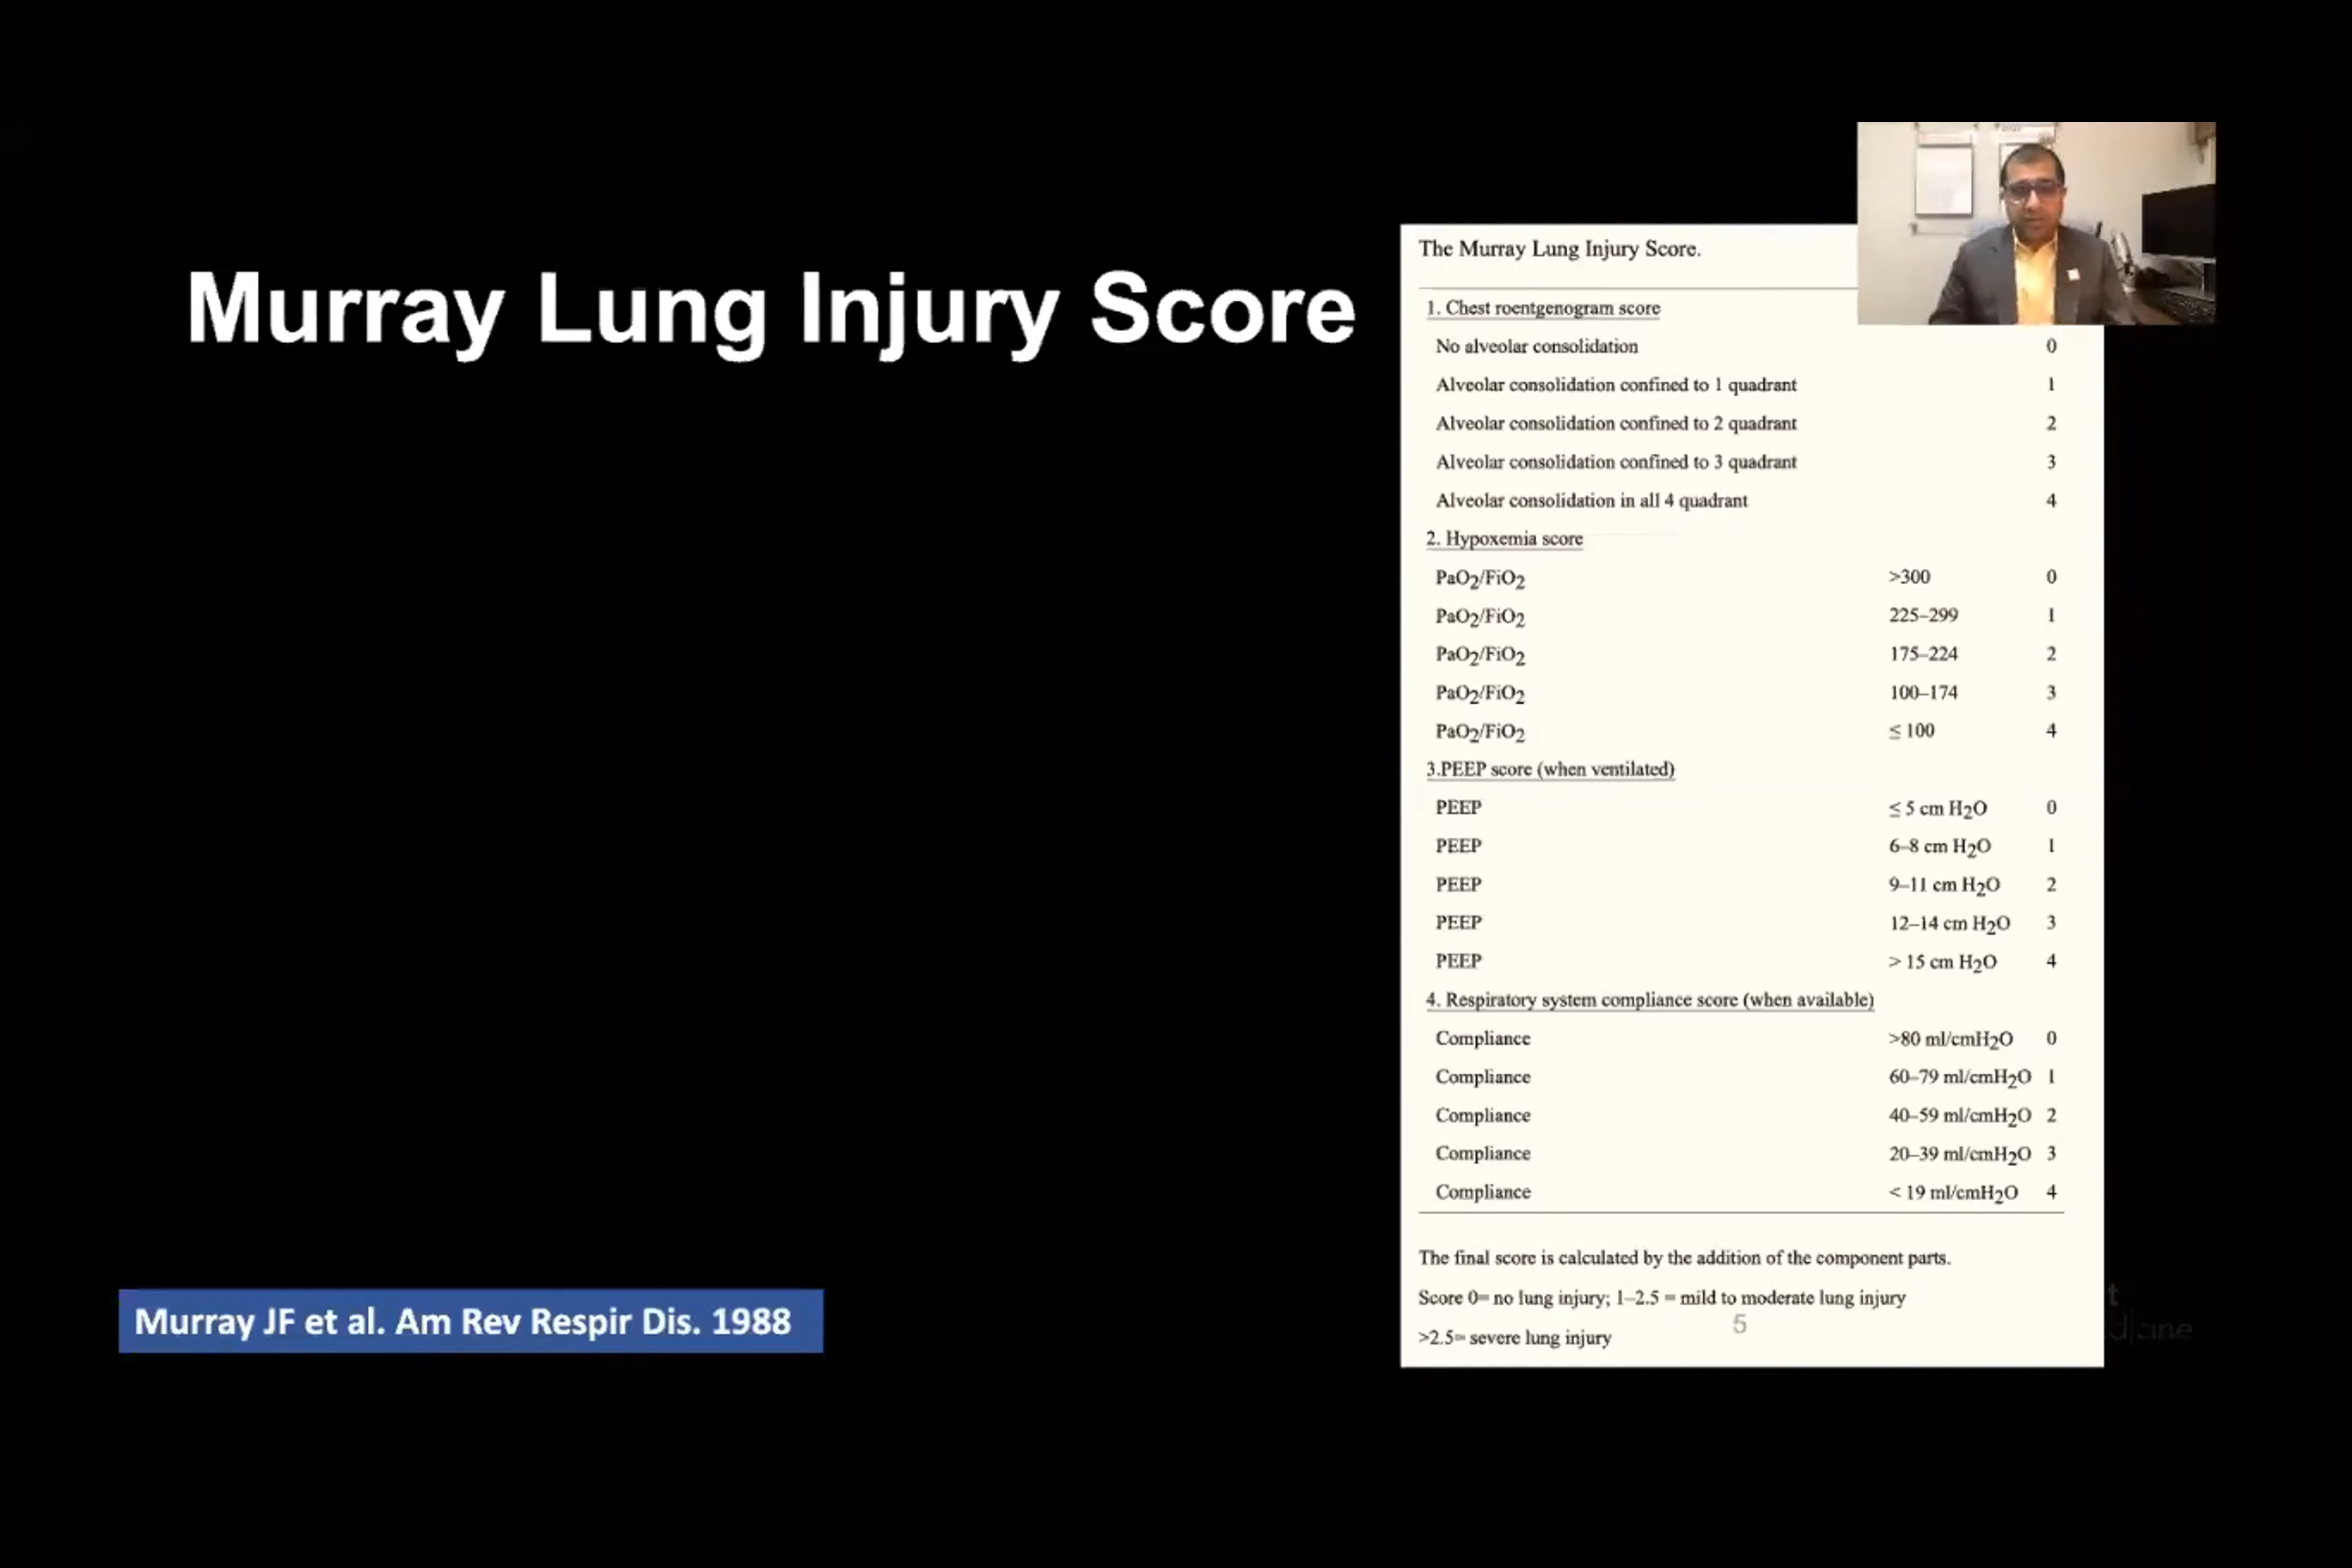 Murray Lung Injury Score
The Murray Lung Injury Score.
1. Chest roentgenogram score
No alveolar consolidation 0
Alveolar consolidation confined to 1 quadrant 1
Alveolar consolidation confined to 2 quadrant 2
Alveolar consolidation confined to 3 quadrant 3
Alveolar consolidation in all 4 quadrant 4
2. Hypoxemia score
PaO2/FiO2 >300 0
PaO2/FiO2 225–299 1
PaO2/FiO2 175–224 2
PaO2/FiO2 100–174 3
PaO2/FiO2 ≤ 100 4
3.PEEP score (when ventilated)
PEEP ≤ 5 cm H2O 0
PEEP 6–8 cm H2O 1
PEEP 9–11 cm H2O 2
PEEP 12–14 cm H2O 3
PEEP > 15 cm H2O 4
4. Respiratory system compliance score (when available)
Compliance >80 ml/cmH2O 0
Compliance 60–79 ml/cmH2O 1
Compliance 40–59 ml/cmH2O 2
Compliance 20–39 ml/cmH2O 3
Compliance < 19 ml/cmH2O 4
The final score is calculated by the addition of the component parts.
Score 0= no lung injury; 1–2.5 = mild to moderate lung injury
>2.5= severe lung injury
5
Murray JF et al. Am Rev Respir Dis. 1988